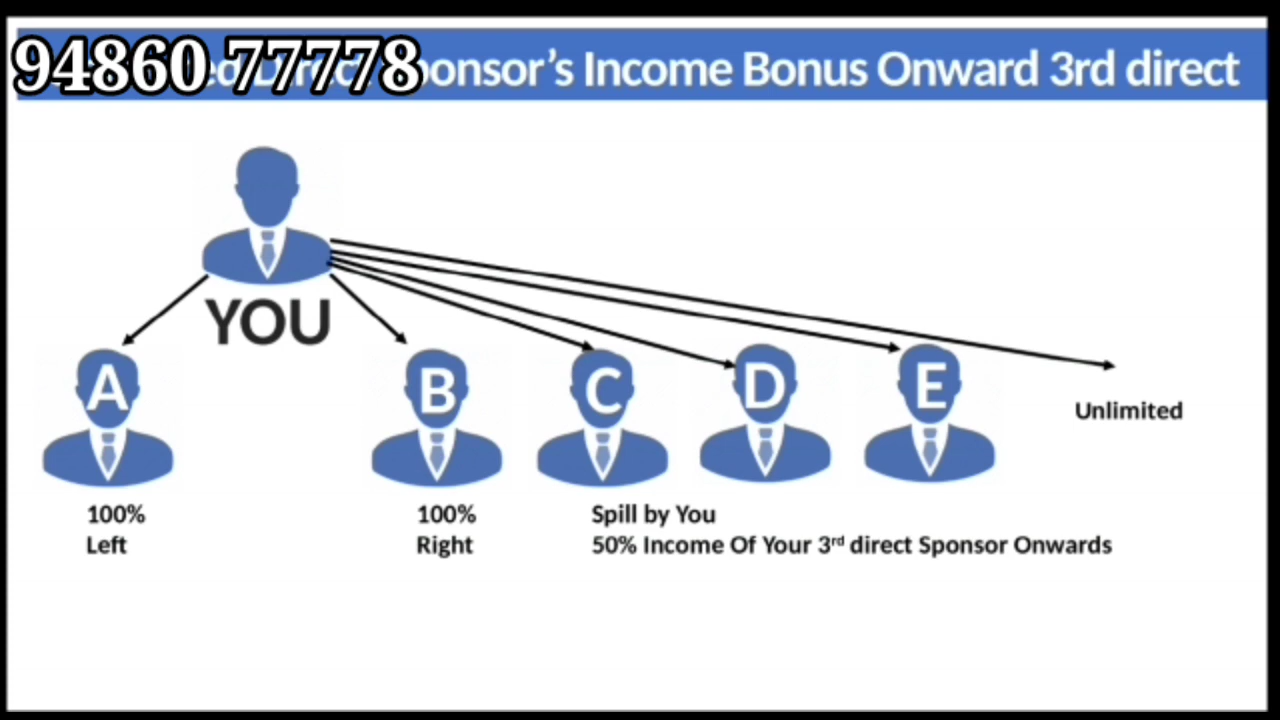 94860 77778
Sponsor's Income Bonus Onward 3rd direct
YOU
A
B
C
D
E
Unlimited
100%
Left
100%
Right
Spill by You
50% Income Of Your 3rd direct Sponsor Onwards